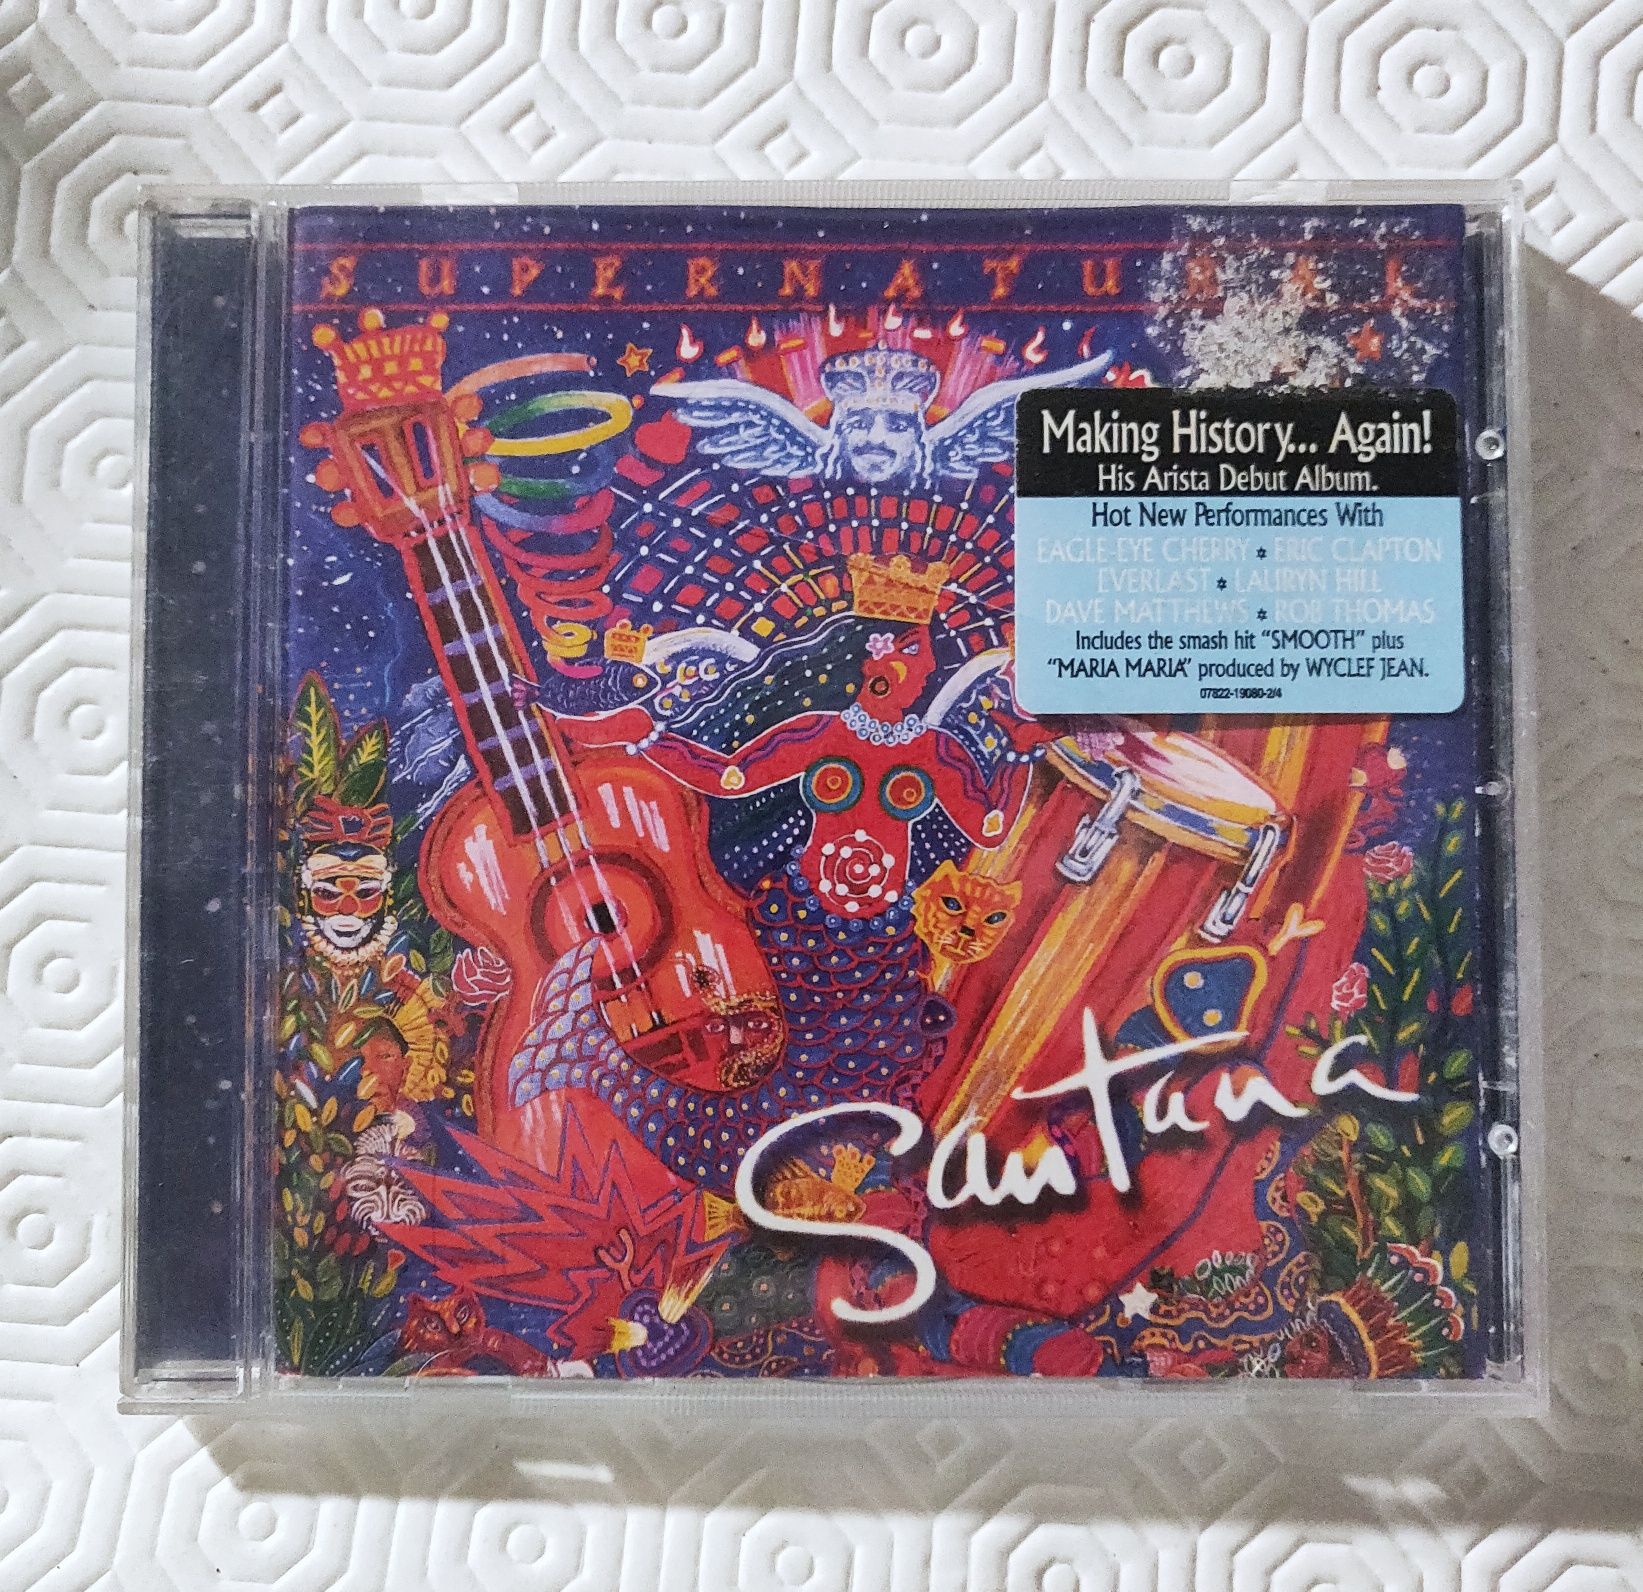 SUPERNATURAL
Making History... Again!
His Arista Debut Album.
Hot New Performances With
EAGLE-EYE CHERRY ✶ ERIC CLAPTON
EVERLAST ✶ LAURYN HILL
DAVE MATTHEWS ✶ ROB THOMAS
Includes the smash hit “SMOOTH” plus
“MARIA MARIA” produced by WYCLEF JEAN.
07822-19080-2/4
Santana